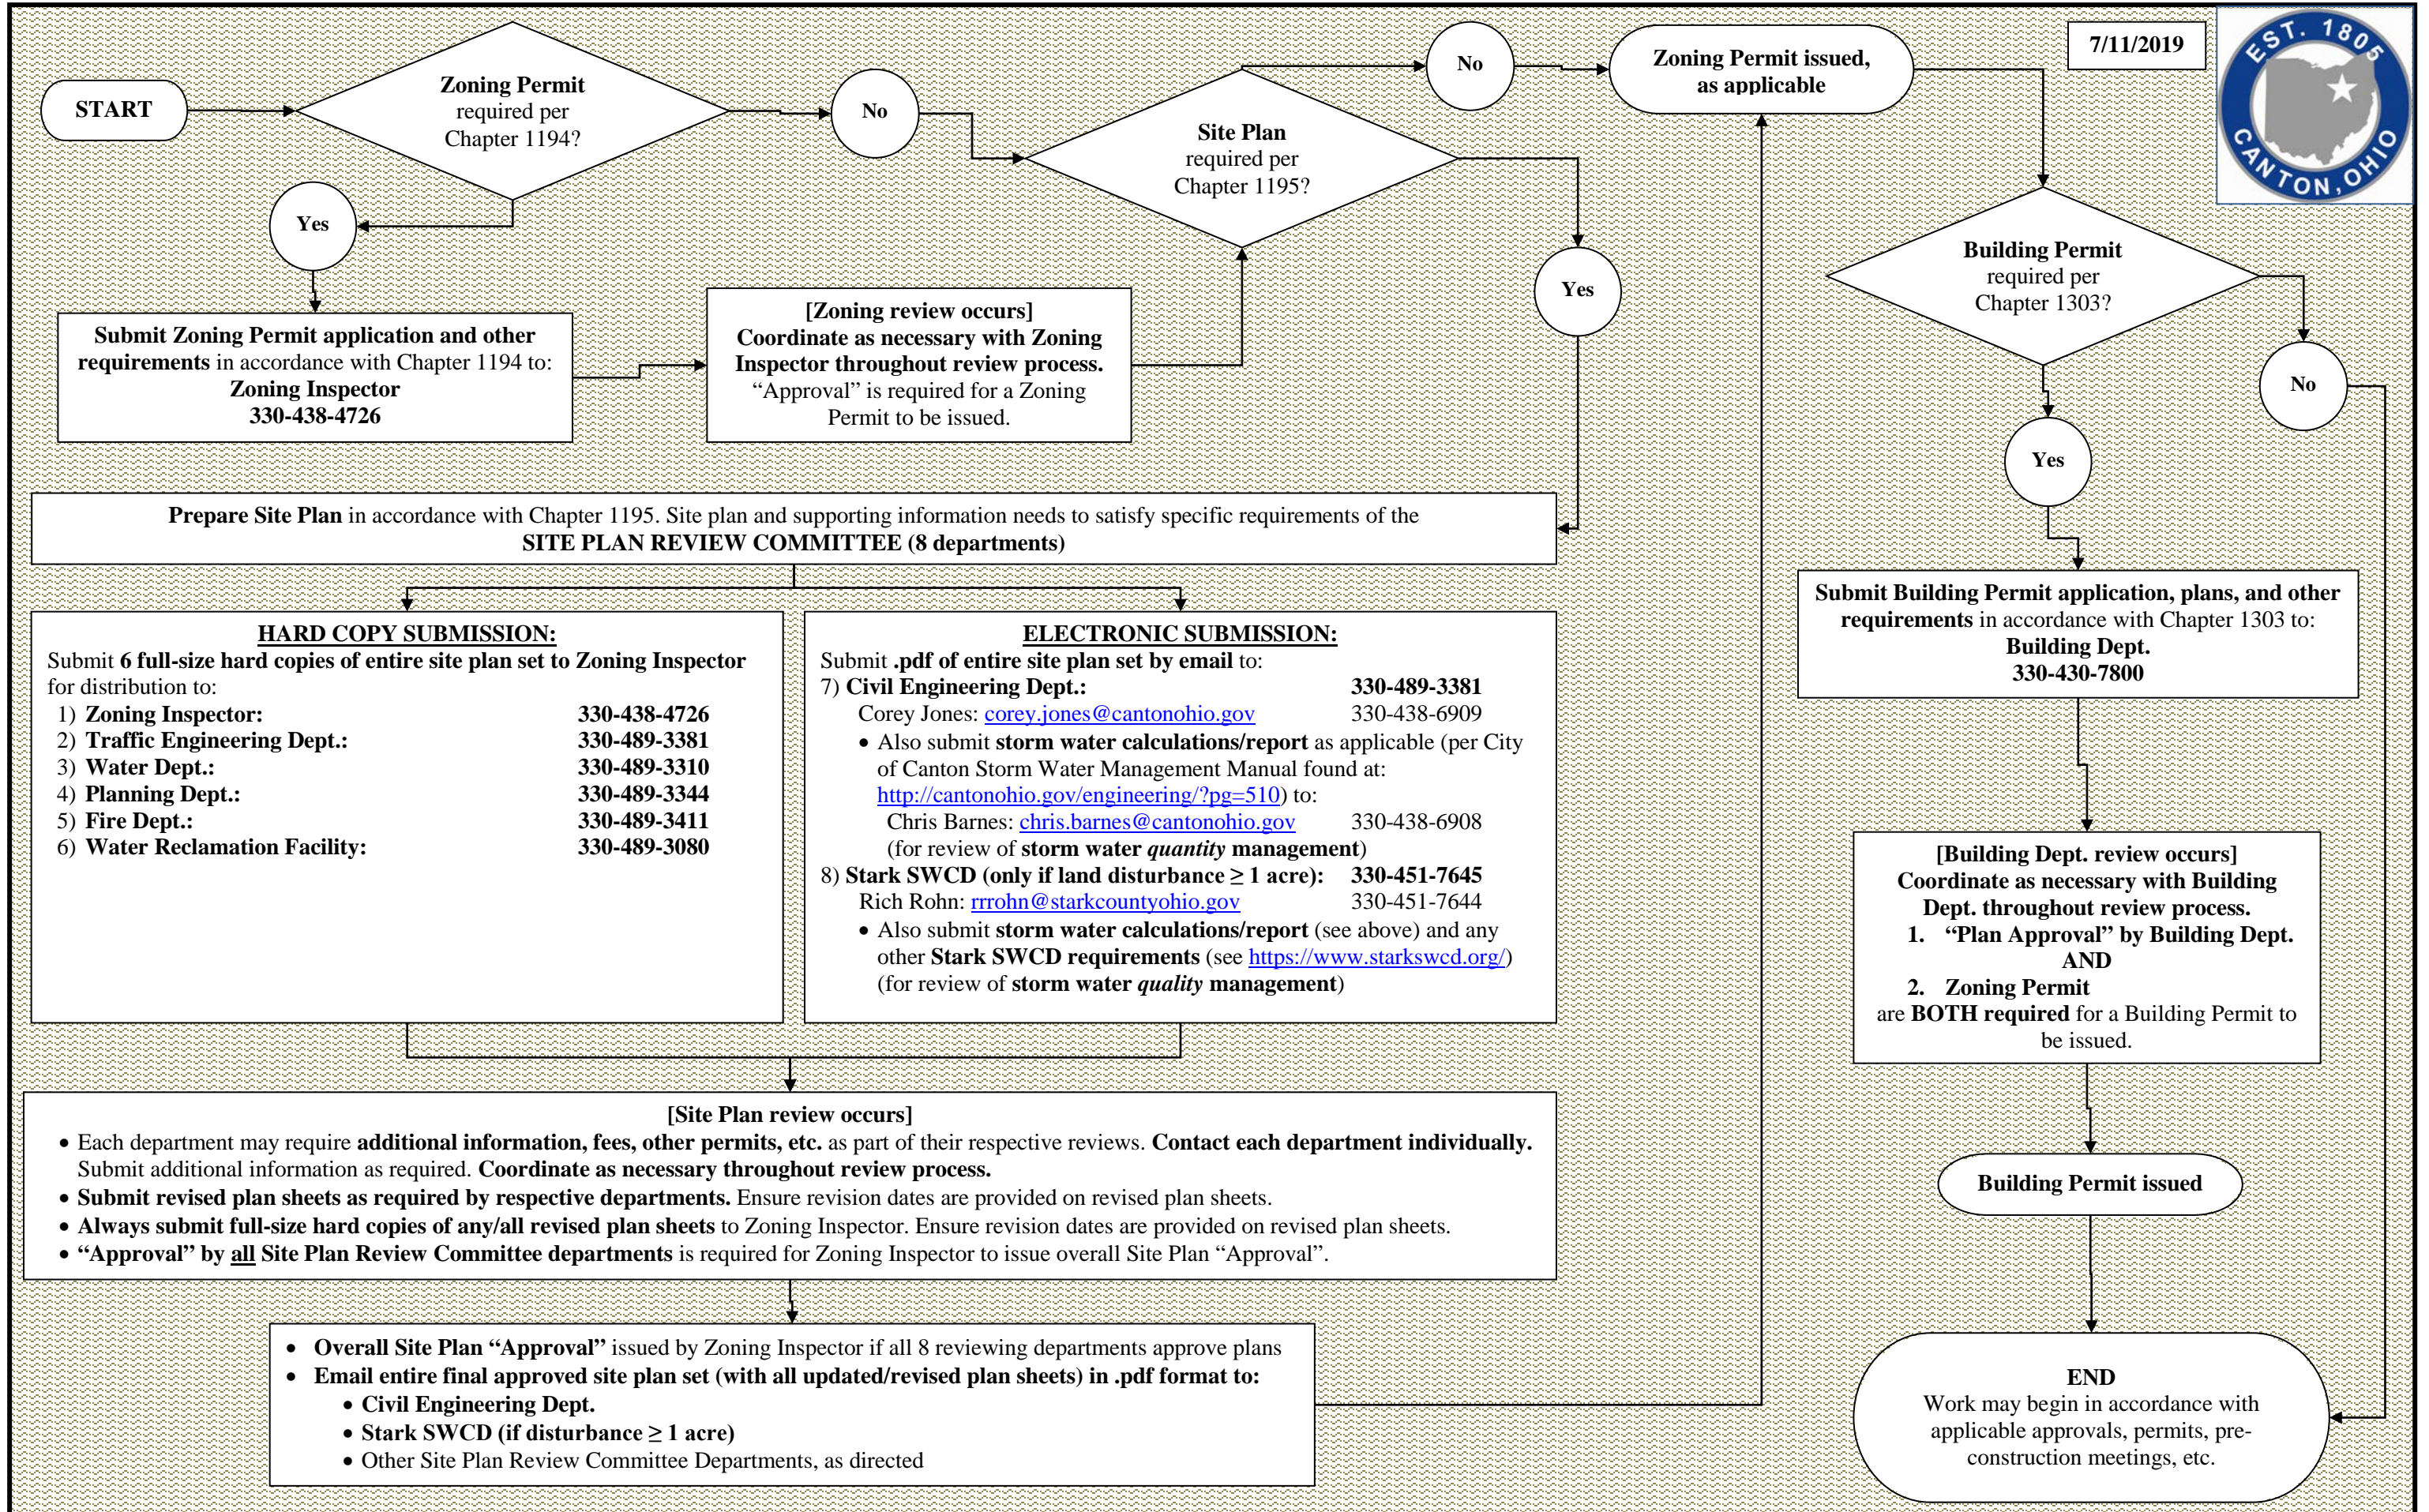 START
Zoning Permit
required per
Chapter 1194?
No
Yes
Submit Zoning Permit application and other
requirements in accordance with Chapter 1194 to:
Zoning Inspector
330-438-4726
[Zoning review occurs]
Coordinate as necessary with Zoning
Inspector throughout review process.
“Approval” is required for a Zoning
Permit to be issued.
Site Plan
required per
Chapter 1195?
No
Yes
Zoning Permit issued,
as applicable
7/11/2019
EST. 1805
CANTON, OHIO
Building Permit
required per
Chapter 1303?
No
Yes
Prepare Site Plan in accordance with Chapter 1195. Site plan and supporting information needs to satisfy specific requirements of the
SITE PLAN REVIEW COMMITTEE (8 departments)
HARD COPY SUBMISSION:
Submit 6 full-size hard copies of entire site plan set to Zoning Inspector
for distribution to:
1) Zoning Inspector: 330-438-4726
2) Traffic Engineering Dept.: 330-489-3381
3) Water Dept.: 330-489-3310
4) Planning Dept.: 330-489-3344
5) Fire Dept.: 330-489-3411
6) Water Reclamation Facility: 330-489-3080
ELECTRONIC SUBMISSION:
Submit .pdf of entire site plan set by email to:
7) Civil Engineering Dept.: 330-489-3381
Corey Jones: corey.jones@cantonohio.gov 330-438-6909
• Also submit storm water calculations/report as applicable (per City
of Canton Storm Water Management Manual found at:
http://cantonohio.gov/engineering/?pg=510) to:
Chris Barnes: chris.barnes@cantonohio.gov 330-438-6908
(for review of storm water quantity management)
8) Stark SWCD (only if land disturbance ≥ 1 acre): 330-451-7645
Rich Rohn: rrrohn@starkcountyohio.gov 330-451-7644
• Also submit storm water calculations/report (see above) and any
other Stark SWCD requirements (see https://www.starkswcd.org/)
(for review of storm water quality management)
[Site Plan review occurs]
• Each department may require additional information, fees, other permits, etc. as part of their respective reviews. Contact each department individually.
Submit additional information as required. Coordinate as necessary throughout review process.
• Submit revised plan sheets as required by respective departments. Ensure revision dates are provided on revised plan sheets.
• Always submit full-size hard copies of any/all revised plan sheets to Zoning Inspector. Ensure revision dates are provided on revised plan sheets.
• “Approval” by all Site Plan Review Committee departments is required for Zoning Inspector to issue overall Site Plan “Approval”.
• Overall Site Plan “Approval” issued by Zoning Inspector if all 8 reviewing departments approve plans
• Email entire final approved site plan set (with all updated/revised plan sheets) in .pdf format to:
• Civil Engineering Dept.
• Stark SWCD (if disturbance ≥ 1 acre)
• Other Site Plan Review Committee Departments, as directed
Submit Building Permit application, plans, and other
requirements in accordance with Chapter 1303 to:
Building Dept.
330-430-7800
[Building Dept. review occurs]
Coordinate as necessary with Building
Dept. throughout review process.
1. “Plan Approval” by Building Dept.
AND
2. Zoning Permit
are BOTH required for a Building Permit to
be issued.
Building Permit issued
END
Work may begin in accordance with
applicable approvals, permits, pre-
construction meetings, etc.